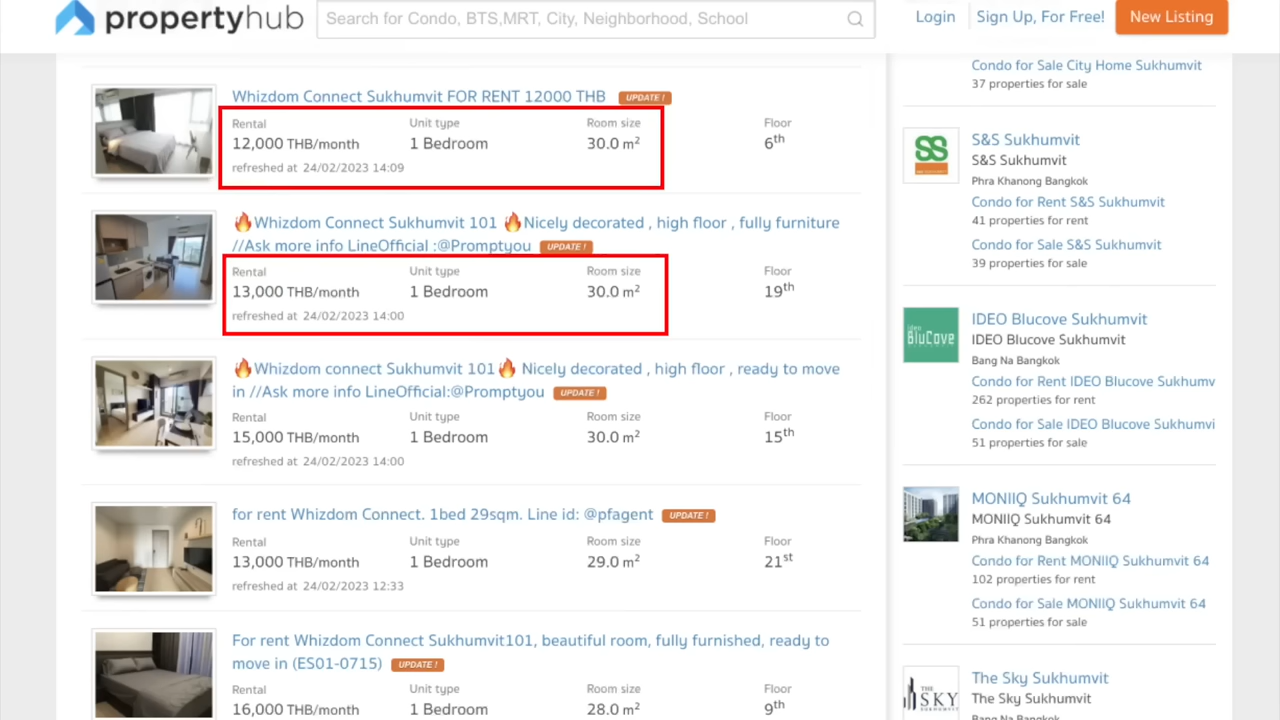 propertyhub
Search for Condo, BTS,MRT, City, Neighborhood, School
Login
Sign Up, For Free!
New Listing
Whizdom Connect Sukhumvit FOR RENT 12000 THB UPDATE !
Rental Unit type Room size Floor
12,000 THB/month 1 Bedroom 30.0 m² 6th
refreshed at 24/02/2023 14:09
🔥Whizdom Connect Sukhumvit 101 🔥Nicely decorated , high floor , fully furniture
//Ask more info LineOfficial :@Promptyou UPDATE !
Rental Unit type Room size Floor
13,000 THB/month 1 Bedroom 30.0 m² 19th
refreshed at 24/02/2023 14:00
🔥Whizdom connect Sukhumvit 101🔥 Nicely decorated , high floor , ready to move
in //Ask more info LineOfficial:@Promptyou UPDATE !
Rental Unit type Room size Floor
15,000 THB/month 1 Bedroom 30.0 m² 15th
refreshed at 24/02/2023 14:00
for rent Whizdom Connect. 1bed 29sqm. Line id: @pfagent UPDATE !
Rental Unit type Room size Floor
13,000 THB/month 1 Bedroom 29.0 m² 21st
refreshed at 24/02/2023 12:33
For rent Whizdom Connect Sukhumvit101, beautiful room, fully furnished, ready to
move in (ES01-0715) UPDATE !
Rental Unit type Room size Floor
16,000 THB/month 1 Bedroom 28.0 m² 9th
Condo for Sale City Home Sukhumvit
37 properties for sale
SS
S&S Sukhumvit
S&S Sukhumvit
Phra Khanong Bangkok
Condo for Rent S&S Sukhumvit
41 properties for rent
Condo for Sale S&S Sukhumvit
39 properties for sale
ideo
BluCove
IDEO Blucove Sukhumvit
IDEO Blucove Sukhumvit
Bang Na Bangkok
Condo for Rent IDEO Blucove Sukhumv
262 properties for rent
Condo for Sale IDEO Blucove Sukhumvi
51 properties for sale
MONIIQ Sukhumvit 64
MONIIQ Sukhumvit 64
Phra Khanong Bangkok
Condo for Rent MONIIQ Sukhumvit 64
102 properties for rent
Condo for Sale MONIIQ Sukhumvit 64
51 properties for sale
THE
SKY
SUKHUMVIT
The Sky Sukhumvit
The Sky Sukhumvit
Bang Na Bangkok